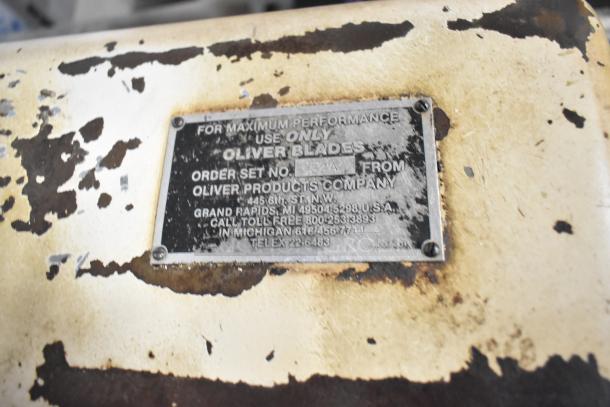 FOR MAXIMUM PERFORMANCE
USE ONLY
OLIVER BLADES
ORDER SET NO. FROM
OLIVER PRODUCTS COMPANY
445 6th, ST. N.W.
GRAND RAPIDS, MI 49504-5298 U.S.A.
CALL TOLL FREE 800-253-3893
IN MICHIGAN 616-456-7711
TELEX 22-6483